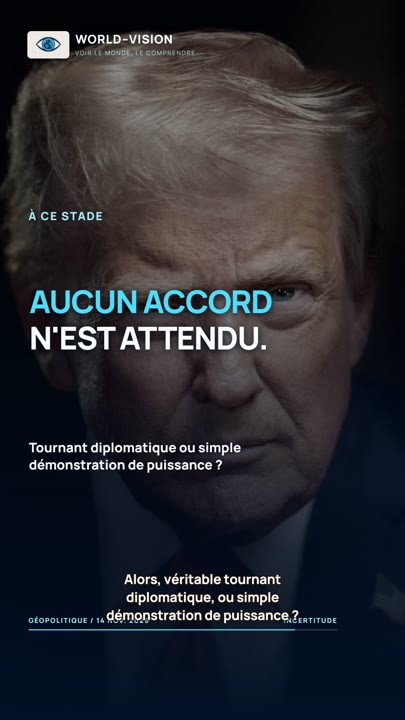 WORLD-VISION
VOIR LE MONDE, LE COMPRENDRE.
À CE STADE
AUCUN ACCORD
N'EST ATTENDU.
Tournant diplomatique ou simple
démonstration de puissance ?
Alors, véritable tournant
diplomatique, ou simple
démonstration de puissance ?
GÉOPOLITIQUE / 14